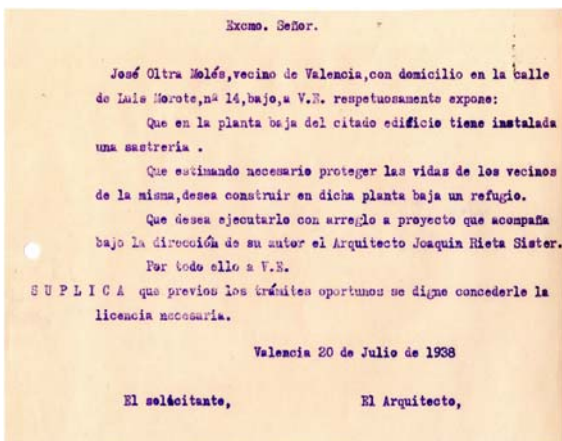 Excmo. Señor.
José Oltra Molés,vecino de Valencia,con domicilio en la calle
de Luis Morote,nº 14,bajo,a V.E. respetuosamente expone:
Que en la planta baja del citado edificio tiene instalada
una sastreria .
Que estimando necesario proteger las vidas de los vecinos
de la misma,desea construir en dicha planta baja un refugio.
Que desea ejecutarlo con arreglo a proyecto que acompaña
bajo la dirección de su autor el Arquitecto Joaquin Rieta Sister.
Por todo ello a V.E.
S U P L I C A que previos los trámites oportunos se digne concederle la
licencia necesaria.
Valencia 20 de Julio de 1938
El solicitante, El Arquitecto,